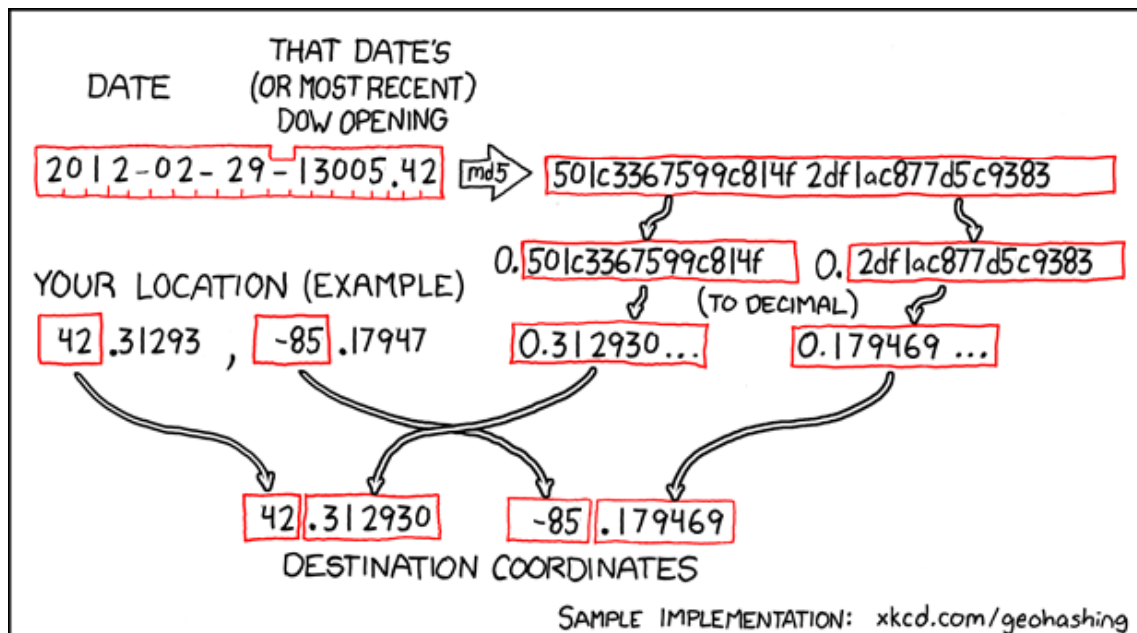 DATE
THAT DATE'S
(OR MOST RECENT)
DOW OPENING
2012-02-29-13005.42
md5
501c3367599c814f2df1ac877d5c9383
0.501c3367599c814f
0.2df1ac877d5c9383
YOUR LOCATION (EXAMPLE)
(TO DECIMAL)
42.31293, -85.17947
0.312930...
0.179469...
42.312930
-85.179469
DESTINATION COORDINATES
SAMPLE IMPLEMENTATION: xkcd.com/geohashing